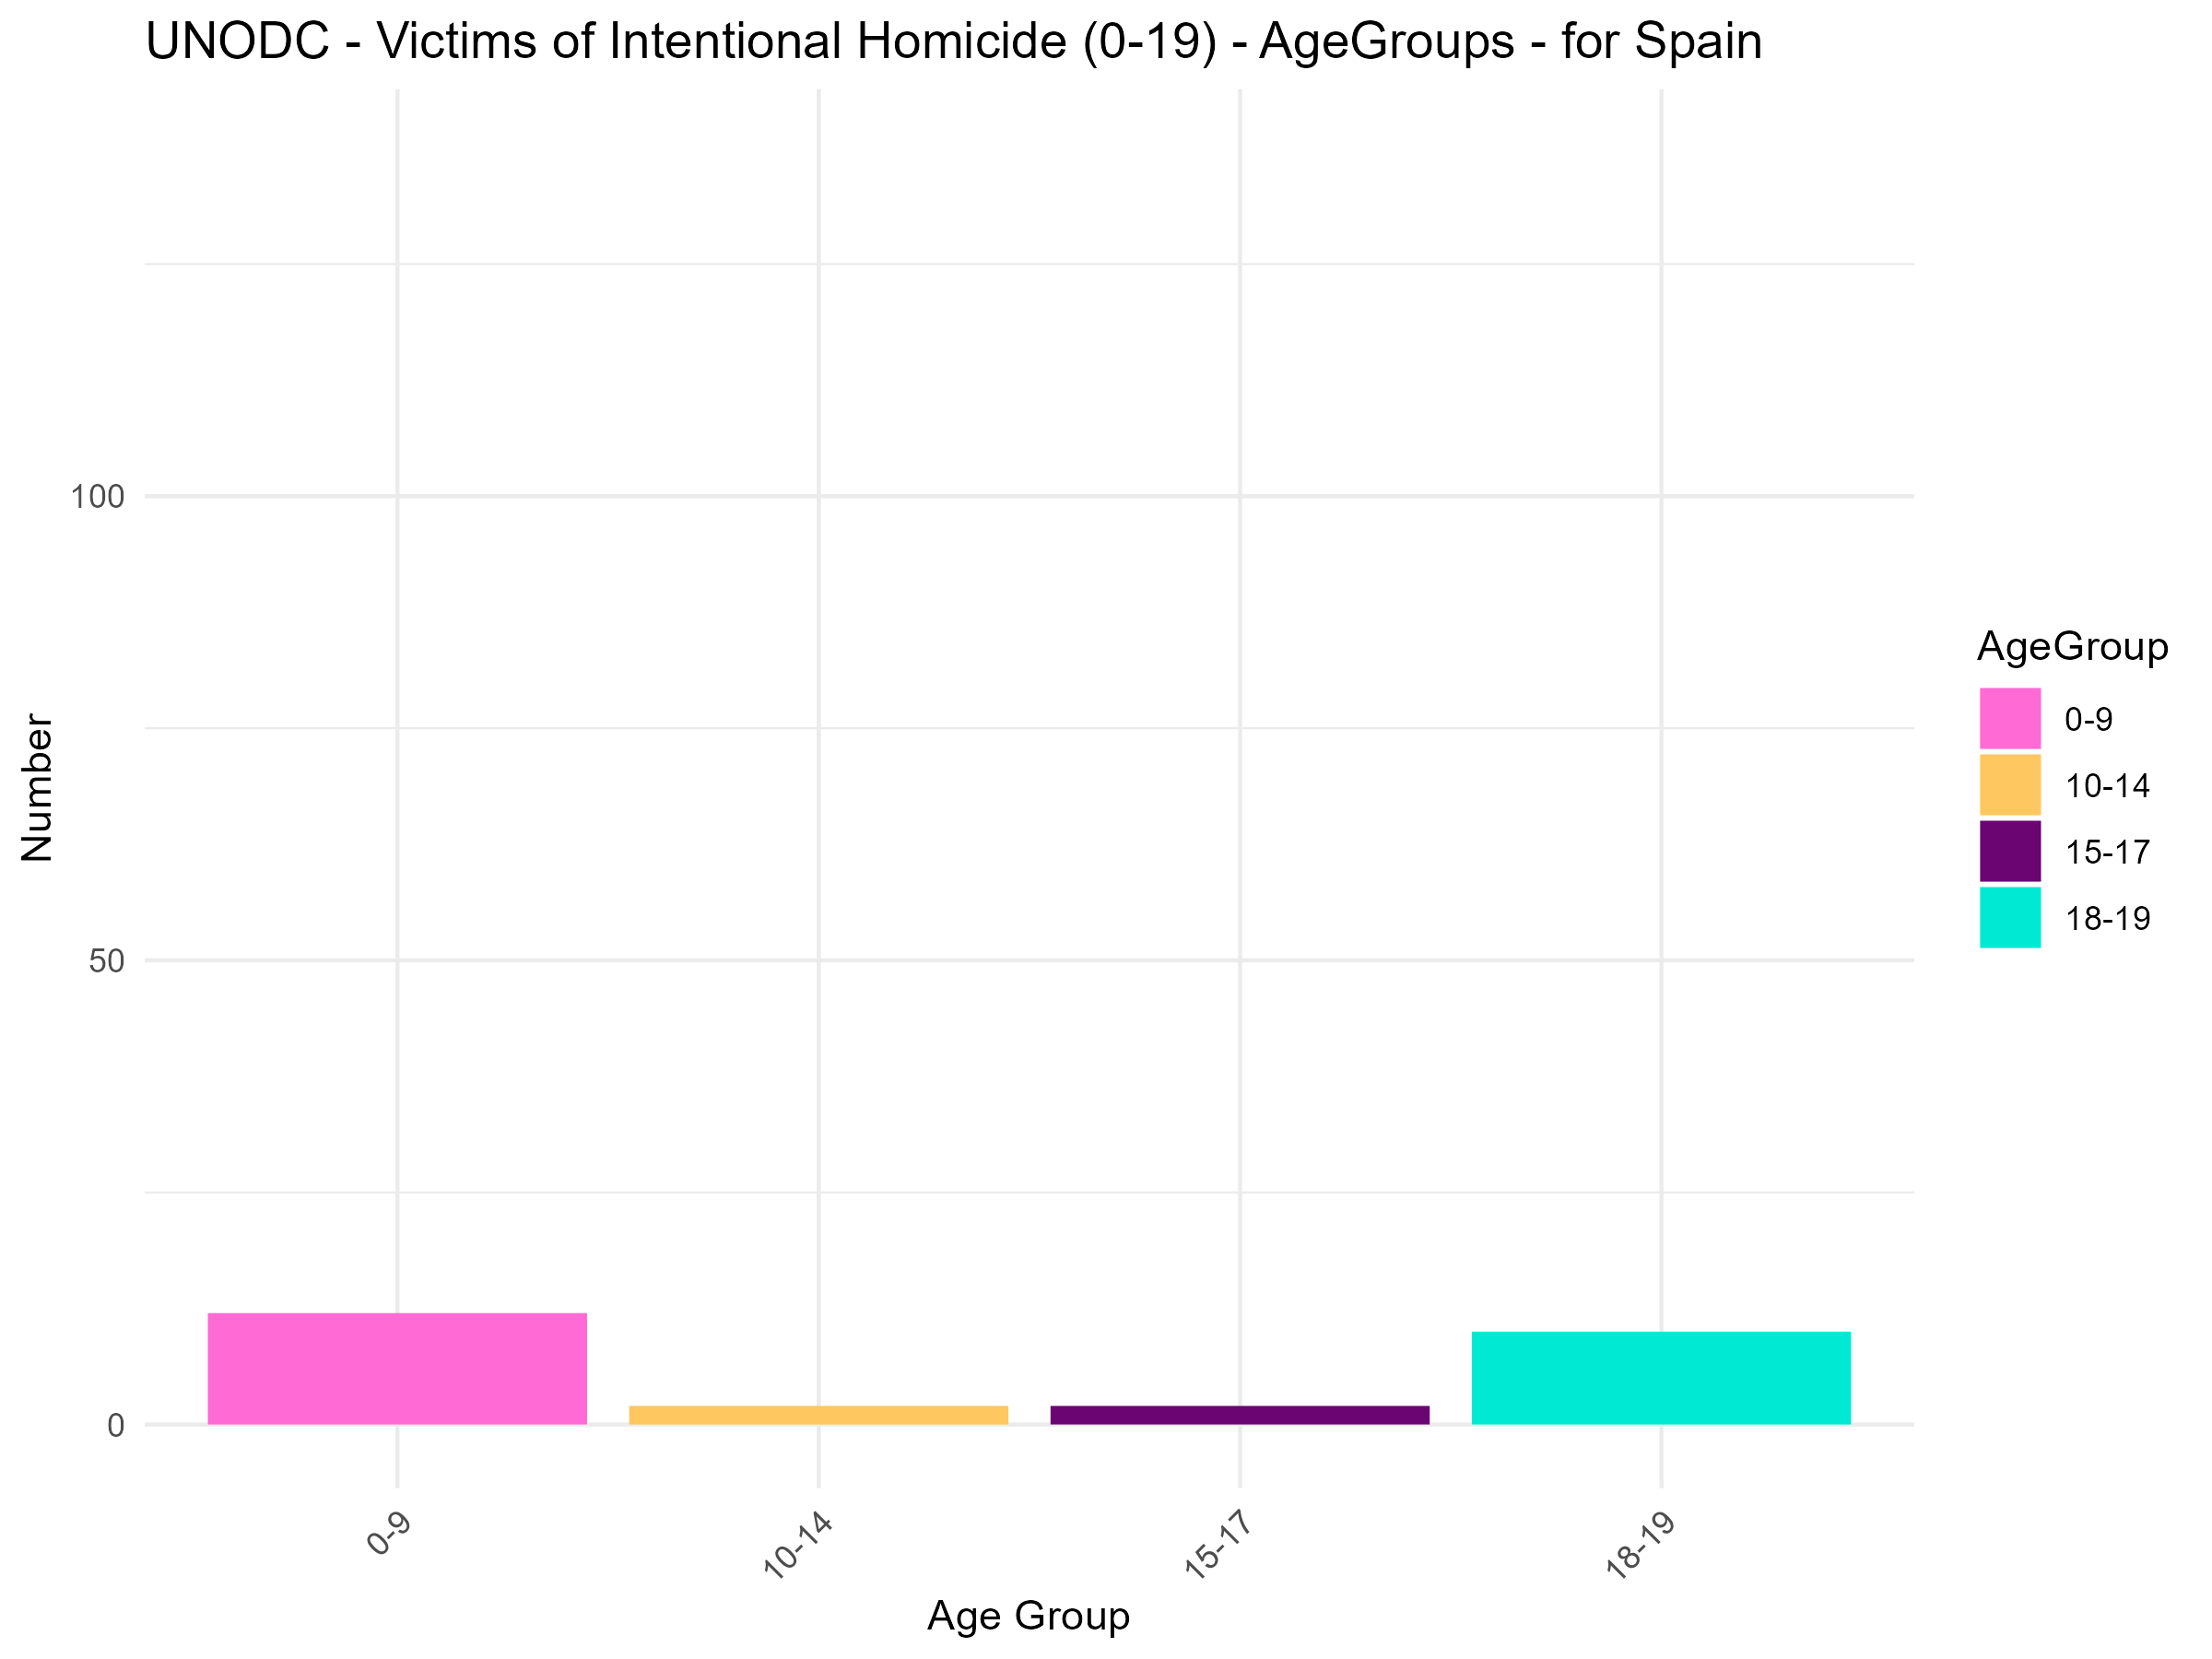 UNODC - Victims of Intentional Homicide (0-19) - AgeGroups - for Spain
Number
100
50
0
0-9
10-14
15-17
18-19
Age Group
AgeGroup
0-9
10-14
15-17
18-19